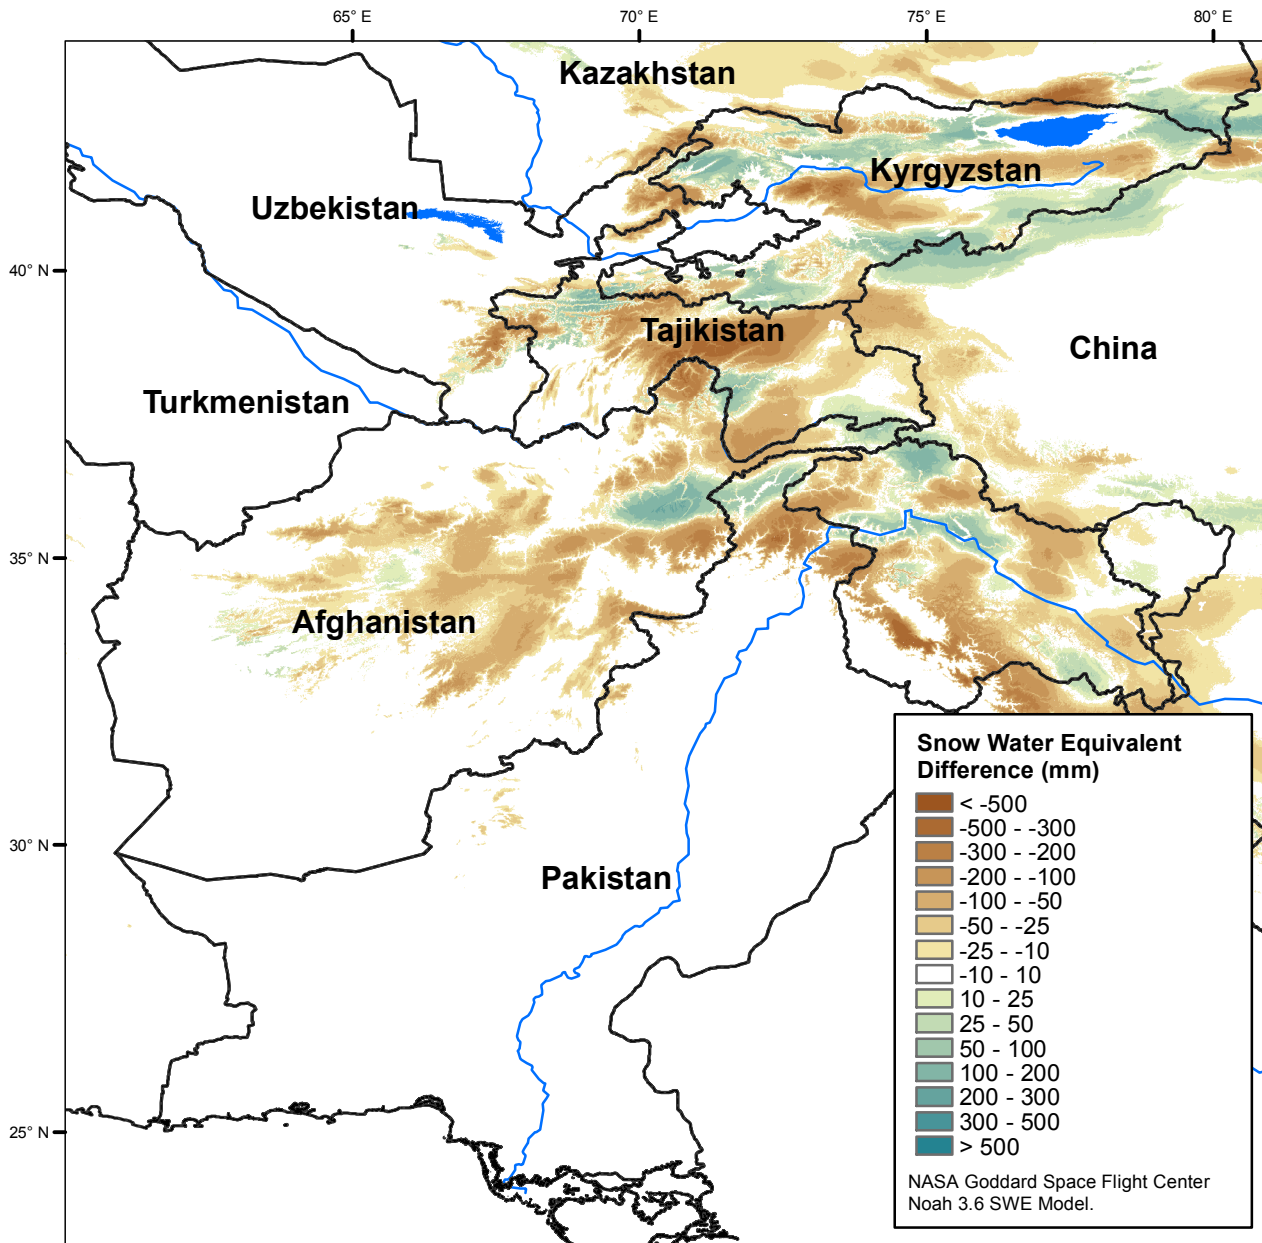 65° E
70° E
75° E
80° E
Kazakhstan
Kyrgyzstan
Uzbekistan
40° N
Tajikistan
China
Turkmenistan
35° N
Afghanistan
Snow Water Equivalent
Difference (mm)
< -500
-500 - -300
30° N
-300 - -200
Pakistan
-200 - -100
-100 - -50
-50 - -25
-25 - -10
-10 - 10
10 - 25
25 - 50
50 - 100
100 - 200
200 - 300
25° N
300 - 500
> 500
NASA Goddard Space Flight Center
Noah 3.6 SWE Model.